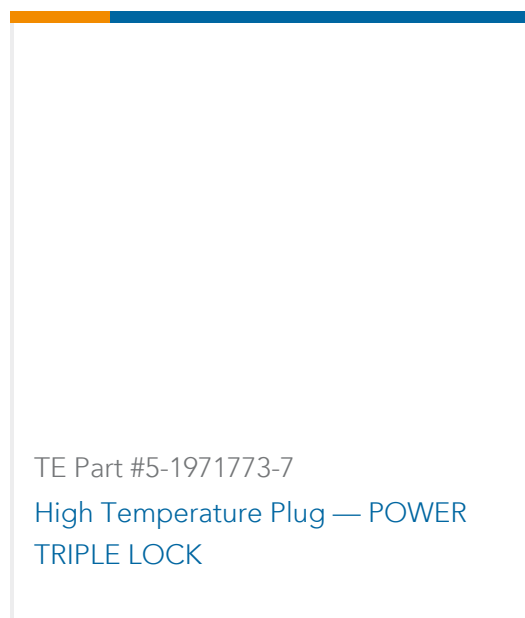 TE Part #5-1971773-7
High Temperature Plug — POWER
TRIPLE LOCK